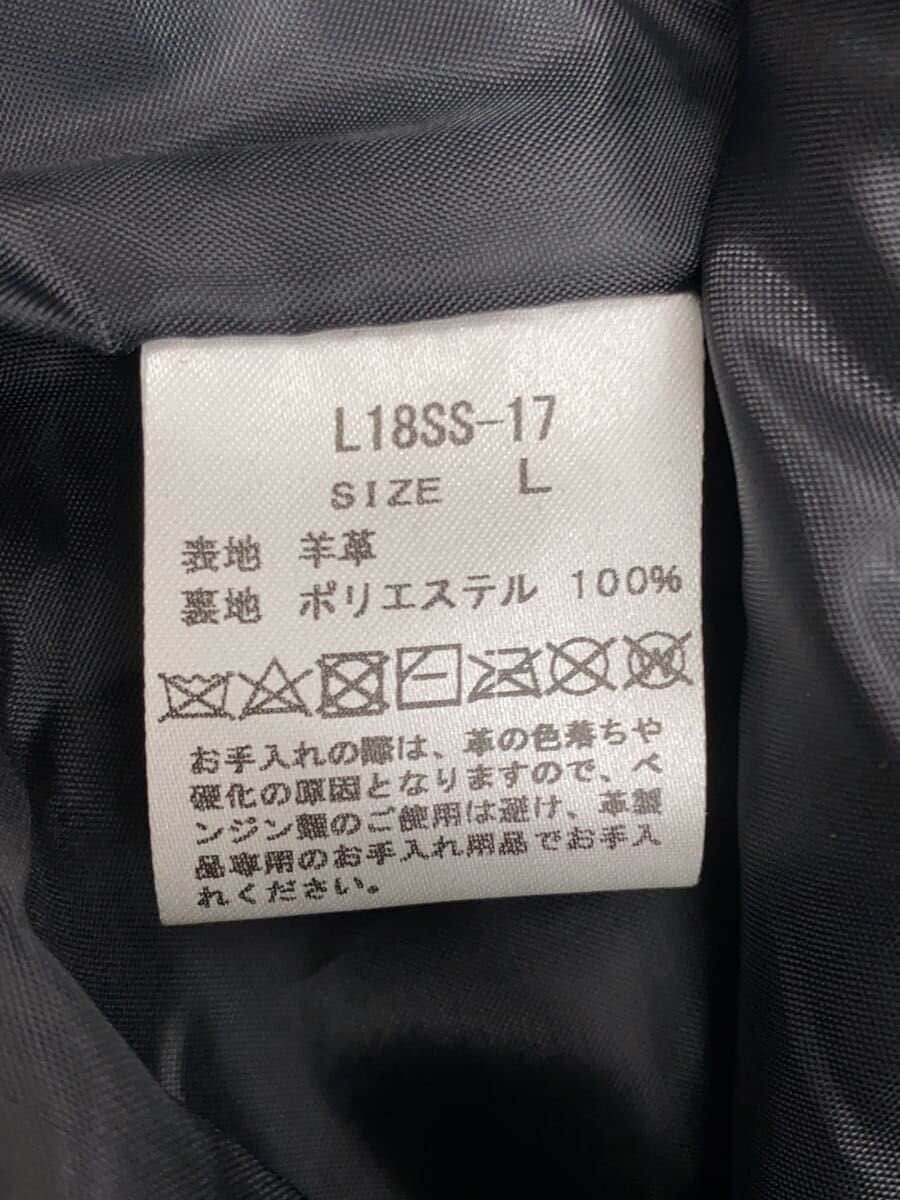 L18SS-17
SIZE L
表地 羊革
裏地 ポリエステル 100%
お手入れの際は、革の色落ちや
硬化の原因となりますので、ベ
ンジン類のご使用は避け、革製
品専用のお手入れ用品でお手入
れください。